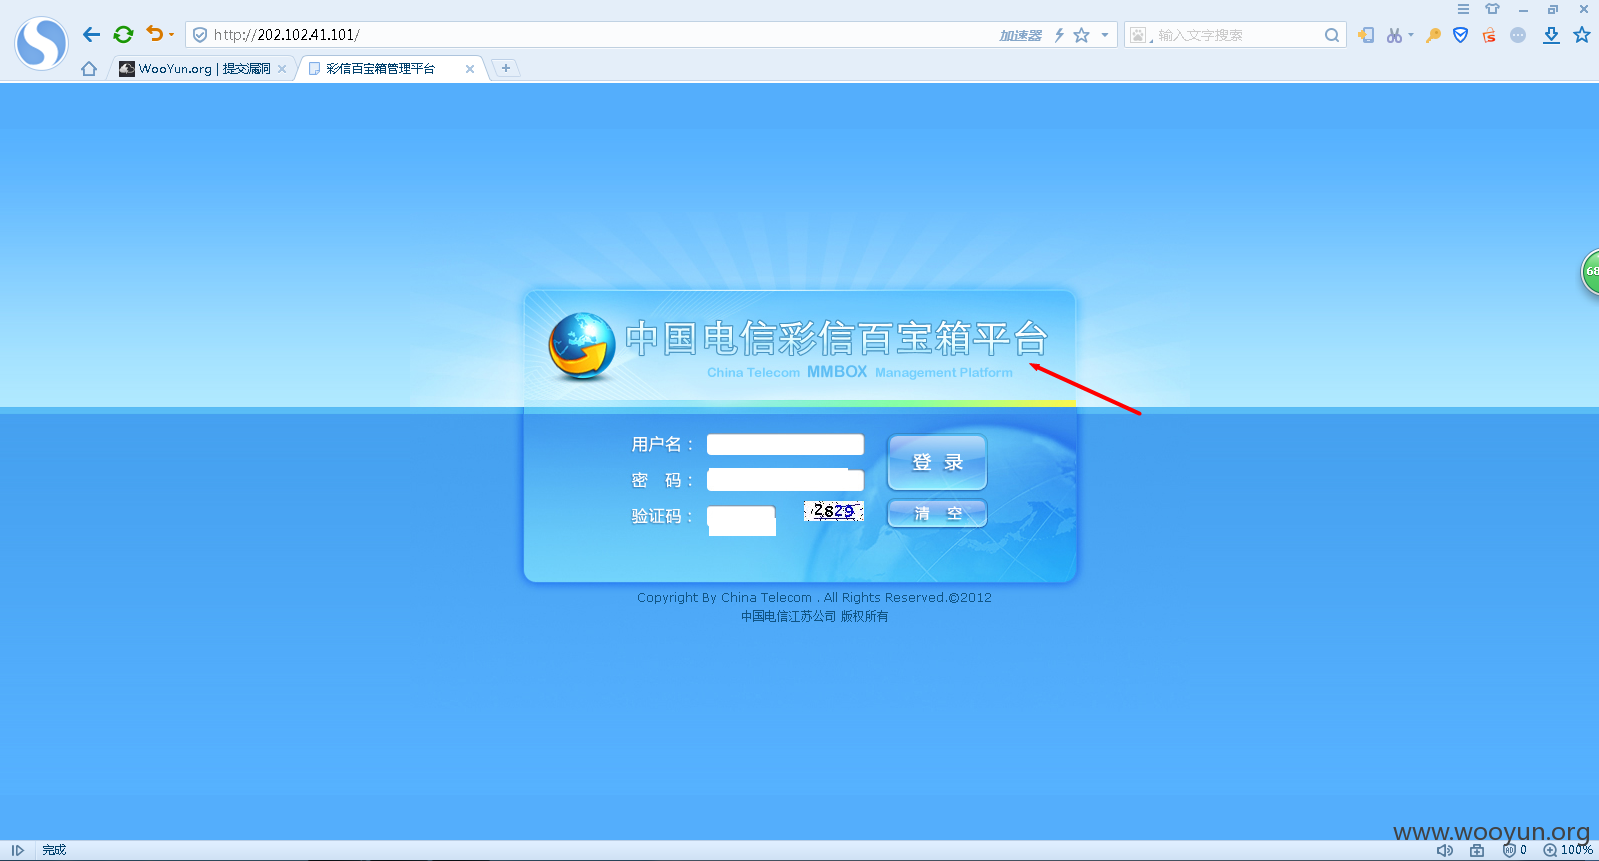 http://202.102.41.101/
加速器
输入文字搜索
WooYun.org | 提交漏洞
彩信百宝箱管理平台
68
中国电信彩信百宝箱平台
China Telecom MMBOX Management Platform
用户名：
密 码：
验证码：
2829
登 录
清 空
Copyright By China Telecom . All Rights Reserved.©2012
中国电信江苏公司 版权所有
www.wooyun.org
完成
0
100%